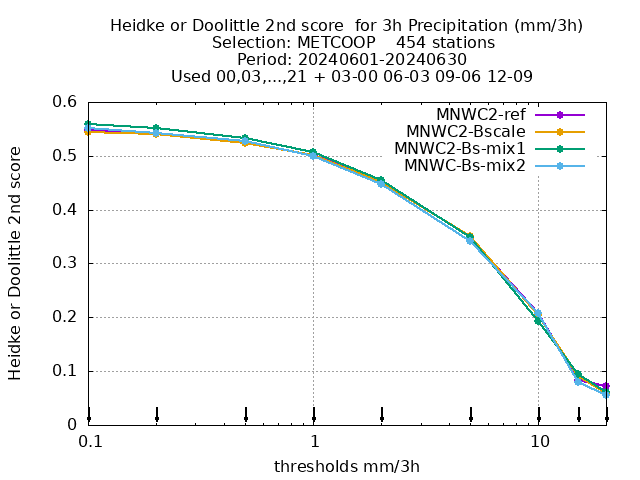 Heidke or Doolittle 2nd score  for 3h Precipitation (mm/3h)
Selection: METCOOP    454 stations
Period: 20240601-20240630
Used 00,03,...,21 + 03-00 06-03 09-06 12-09
MNWC2-ref
MNWC2-Bscale
MNWC2-Bs-mix1
MNWC-Bs-mix2
Heidke or Doolittle 2nd score
0.6
0.5
0.4
0.3
0.2
0.1
0
0.1 1 10
thresholds mm/3h